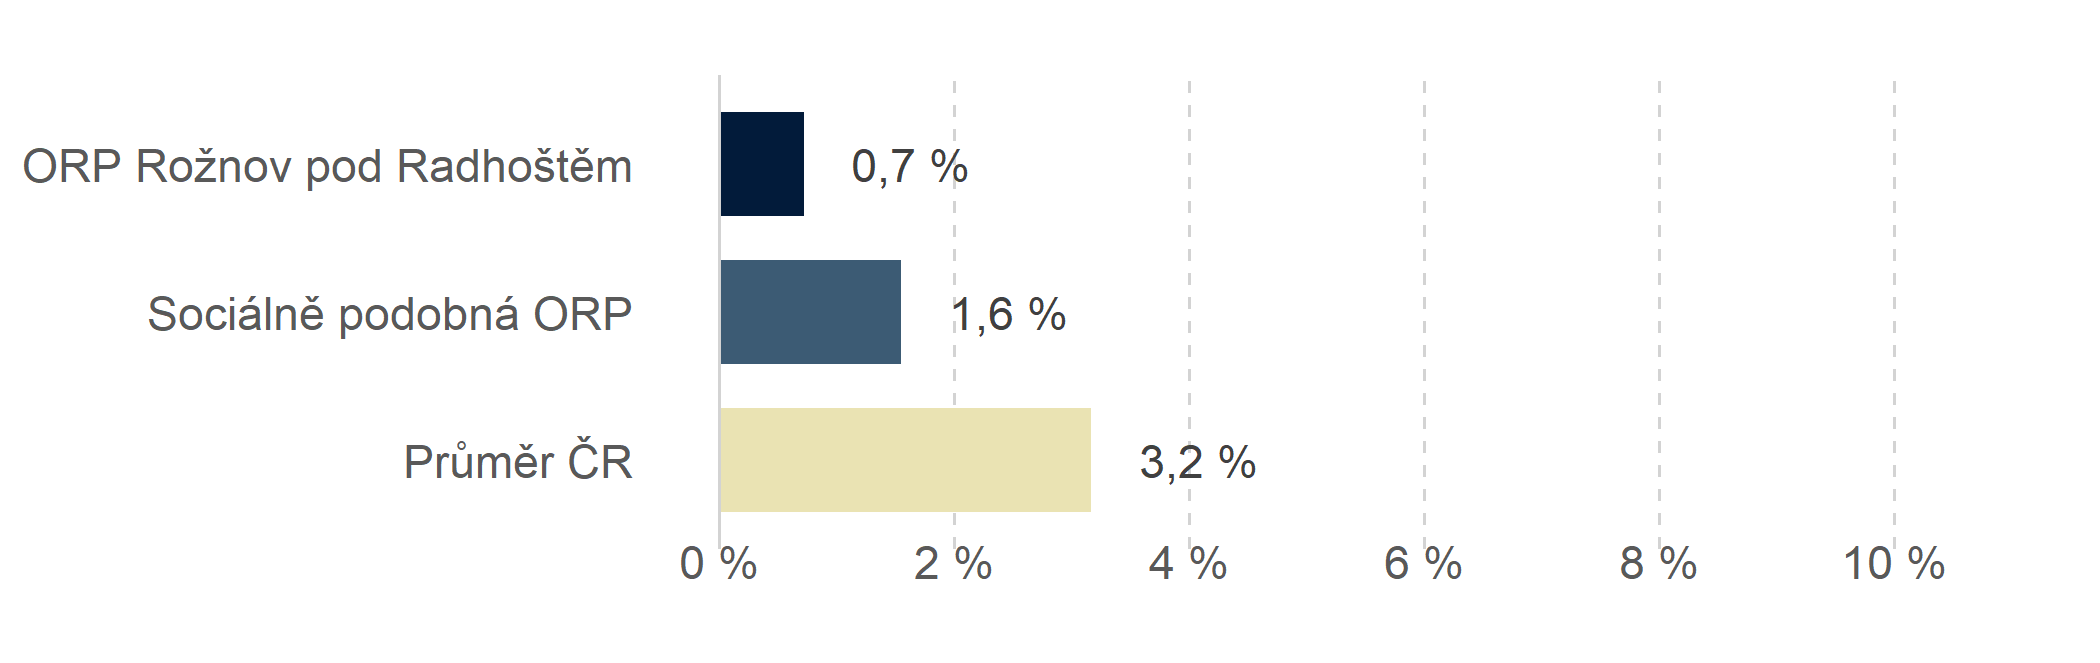 ORP Rožnov pod Radhoštěm
0,7 %
Sociálně podobná ORP
1,6 %
Průměr ČR
3,2 %
0 % 2 % 4 % 6 % 8 % 10 %